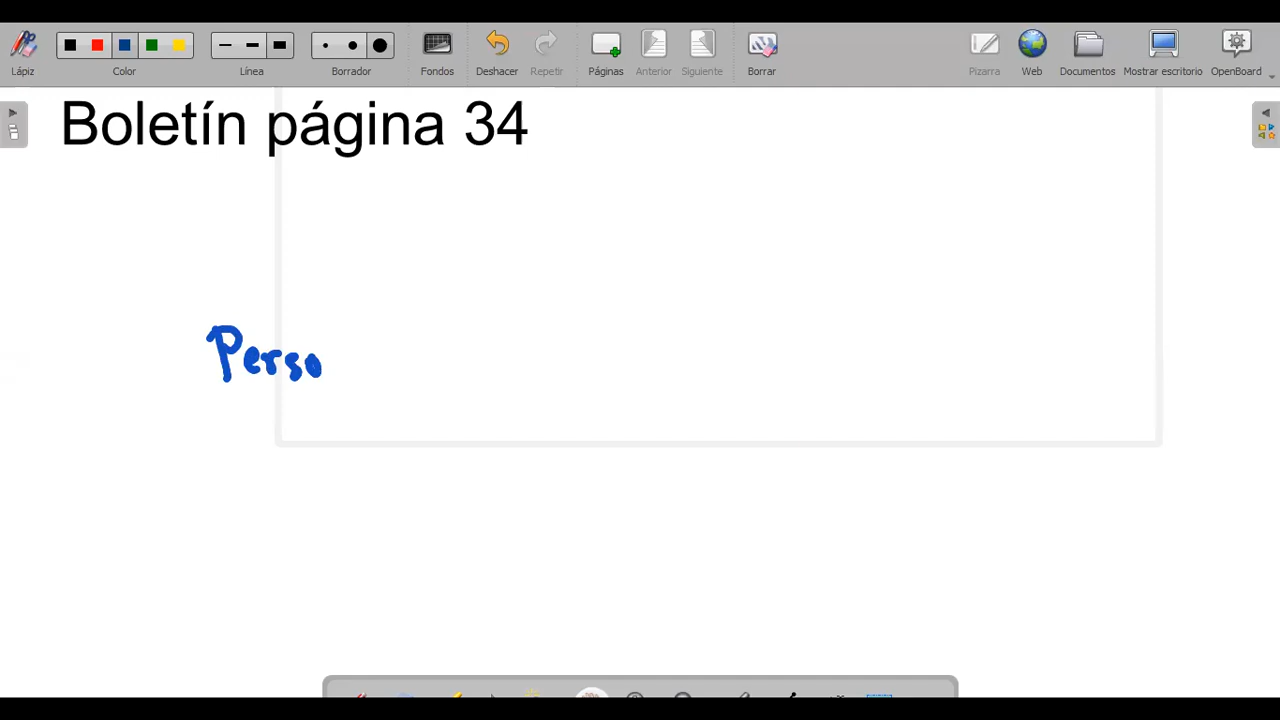 Lápiz Color Línea Borrador Fondos Deshacer Repetir Páginas Anterior Siguiente Borrar Pizarra Web Documentos Mostrar escritorio OpenBoard
Boletín página 34
Perso